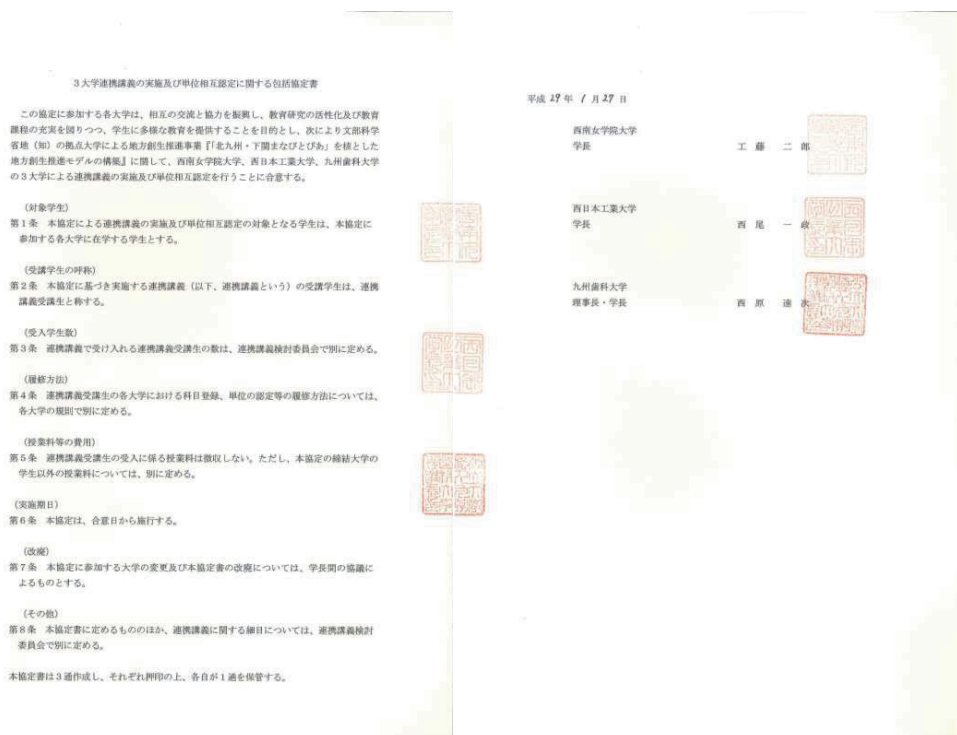 3大学連携講義の実施及び単位相互認定に関する包括協定書
この協定に参加する各大学は、相互の交流と協力を振興し、教育研究の活性化及び教育
課程の充実を図りつつ、学生に多様な教育を提供することを目的とし、次により文部科学
省地（知）の拠点大学による地方創生推進事業『「北九州・下関まなびとぴあ」を核とした
地方創生推進モデルの構築』に関して、西南女学院大学、西日本工業大学、九州歯科大学
の3大学による連携講義の実施及び単位相互認定を行うことに合意する。
（対象学生）
第1条　本協定による連携講義の実施及び単位相互認定の対象となる学生は、本協定に
参加する各大学に在学する学生とする。
（受講学生の呼称）
第2条　本協定に基づき実施する連携講義（以下、連携講義という）の受講学生は、連携
講義受講生と称する。
（受入学生数）
第3条　連携講義で受け入れる連携講義受講生の数は、連携講義検討委員会で別に定める。
（履修方法）
第4条　連携講義受講生の各大学における科目登録、単位の認定等の履修方法については、
各大学の規則で別に定める。
（授業料等の費用）
第5条　連携講義受講生の受入に係る授業料は徴収しない。ただし、本協定の締結大学の
学生以外の授業料については、別に定める。
（実施期日）
第6条　本協定は、合意日から施行する。
（改廃）
第7条　本協定に参加する大学の変更及び本協定書の改廃については、学長間の協議に
よるものとする。
（その他）
第8条　本協定書に定めるもののほか、連携講義に関する細目については、連携講義検討
委員会で別に定める。
本協定書は3通作成し、それぞれ押印の上、各自が1通を保管する。
平成 29 年 1 月 27 日
西南女学院大学
学長　工藤　二郎
西日本工業大学
学長　西尾　一政
九州歯科大学
理事長・学長　西原　達次